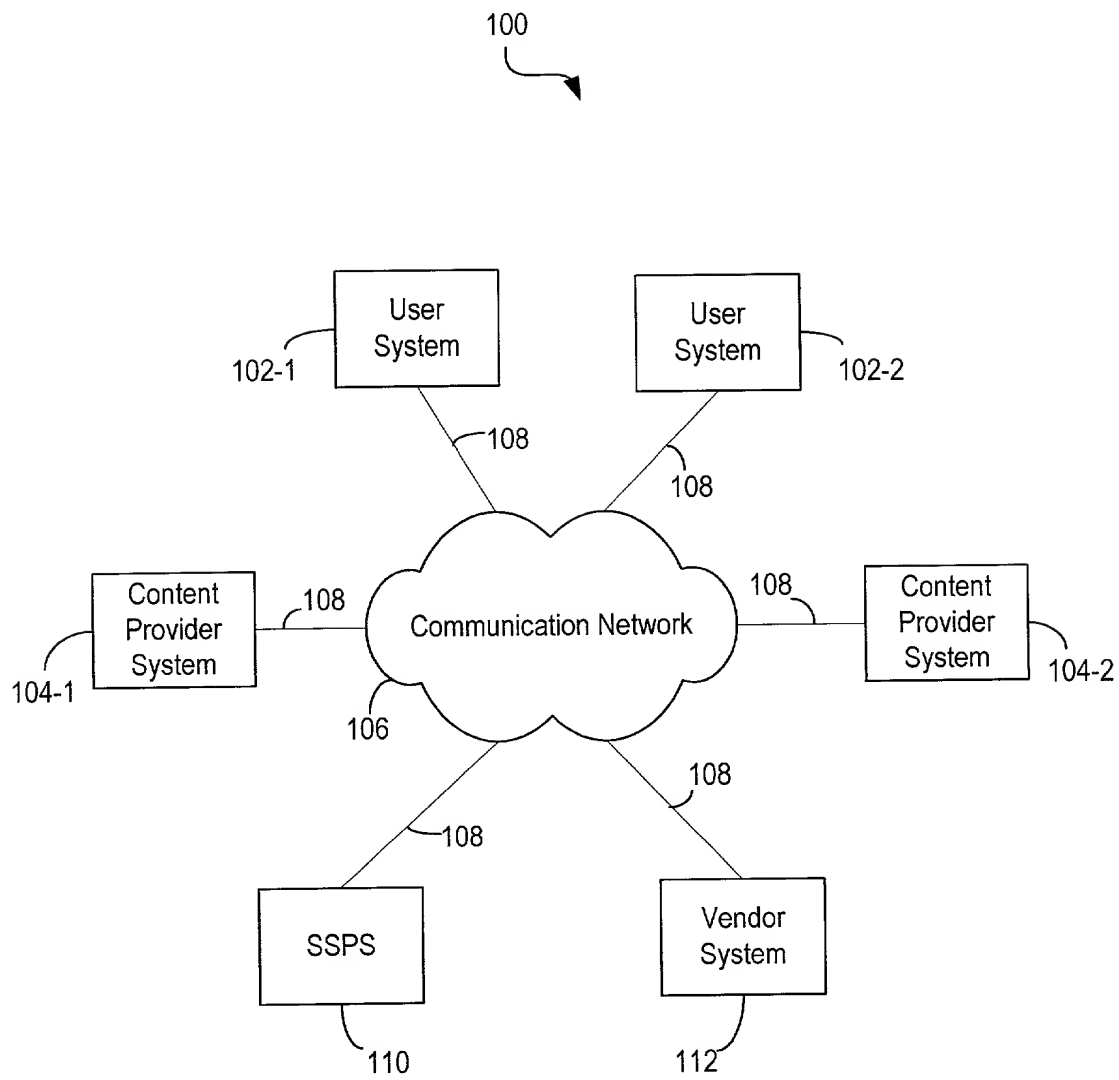 100
User
System
102-1
User
System
102-2
108
108
Content
Provider
System
104-1
108
Communication Network
106
108
Content
Provider
System
104-2
108
108
SSPS
110
Vendor
System
112